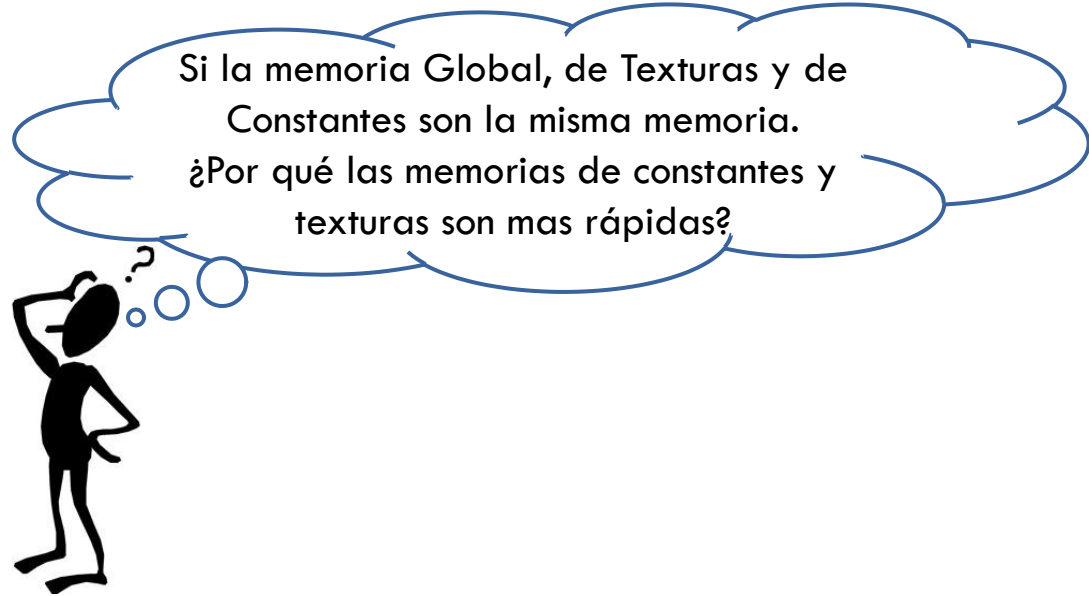 Si la memoria Global, de Texturas y de
Constantes son la misma memoria.
¿Por qué las memorias de constantes y
texturas son mas rápidas?
?